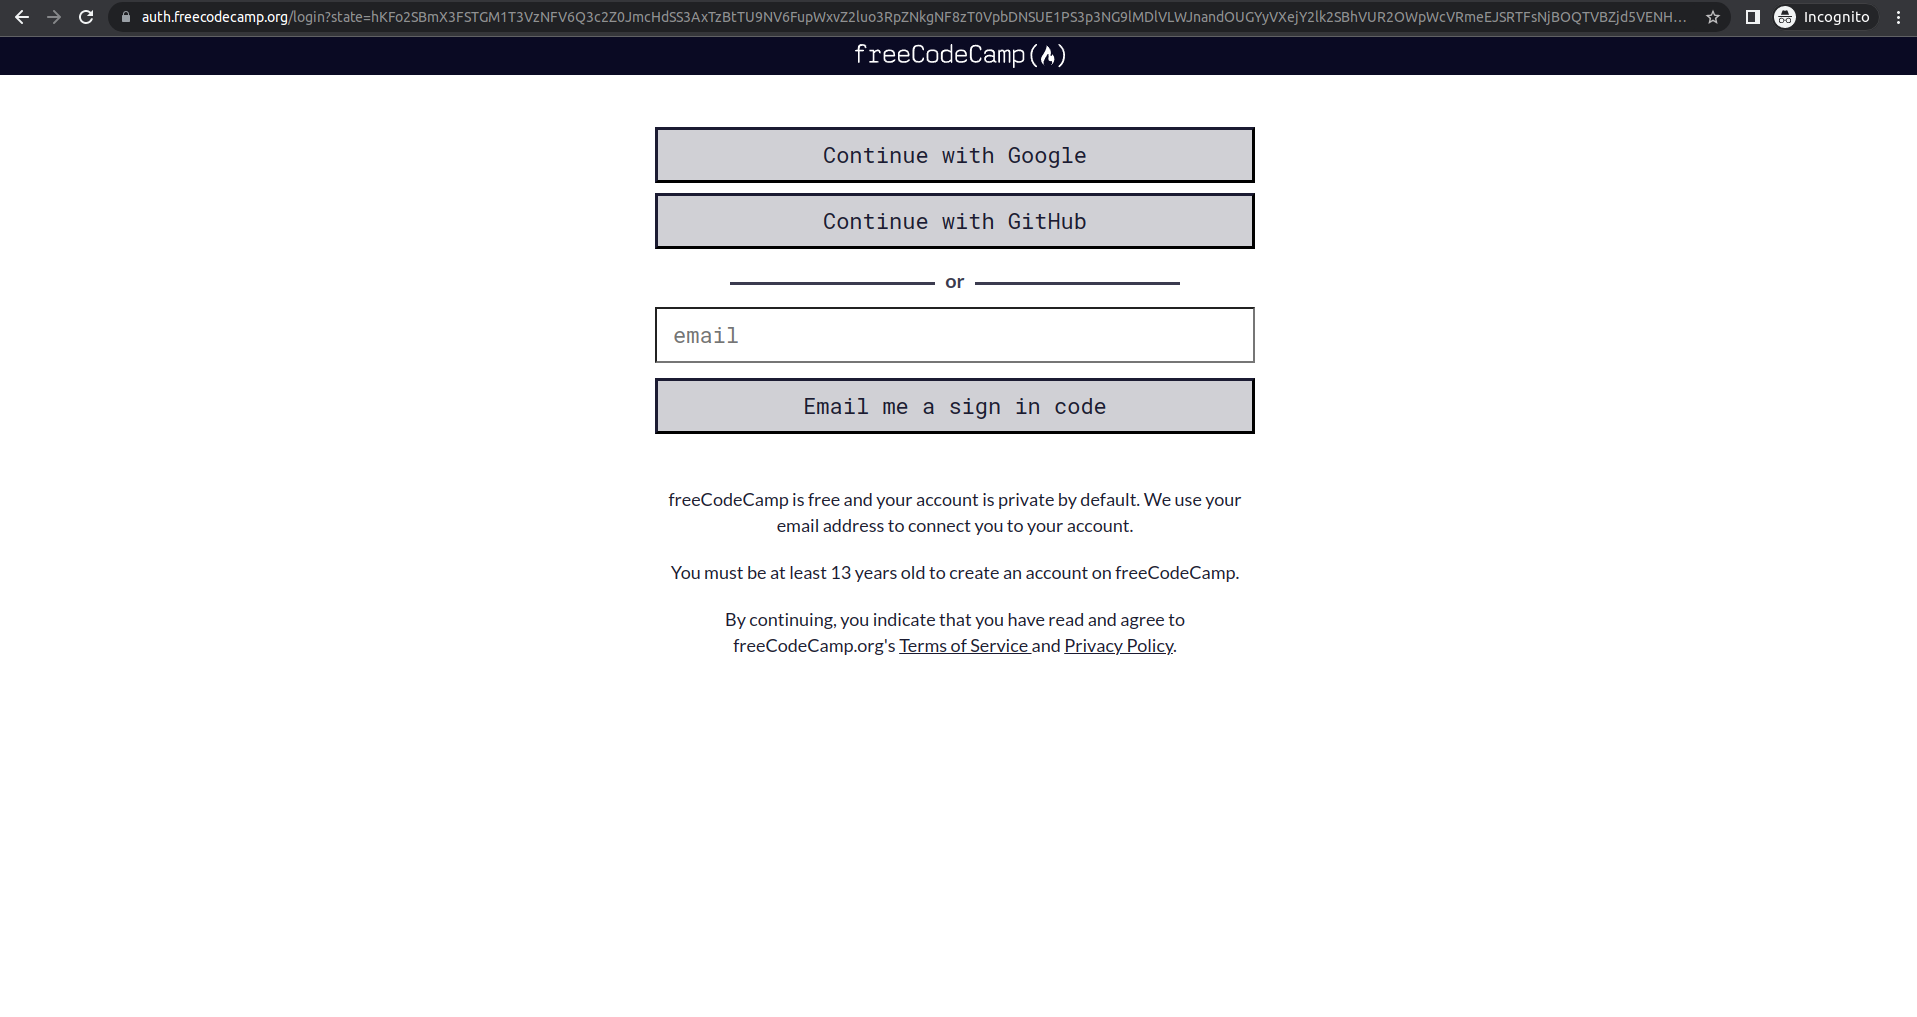 auth.freecodecamp.org
Incognito
freeCodeCamp
Continue with Google
Continue with GitHub
or
email
Email me a sign in code
freeCodeCamp is free and your account is private by default. We use your
email address to connect you to your account.
You must be at least 13 years old to create an account on freeCodeCamp.
By continuing, you indicate that you have read and agree to
freeCodeCamp.org's Terms of Service and Privacy Policy.